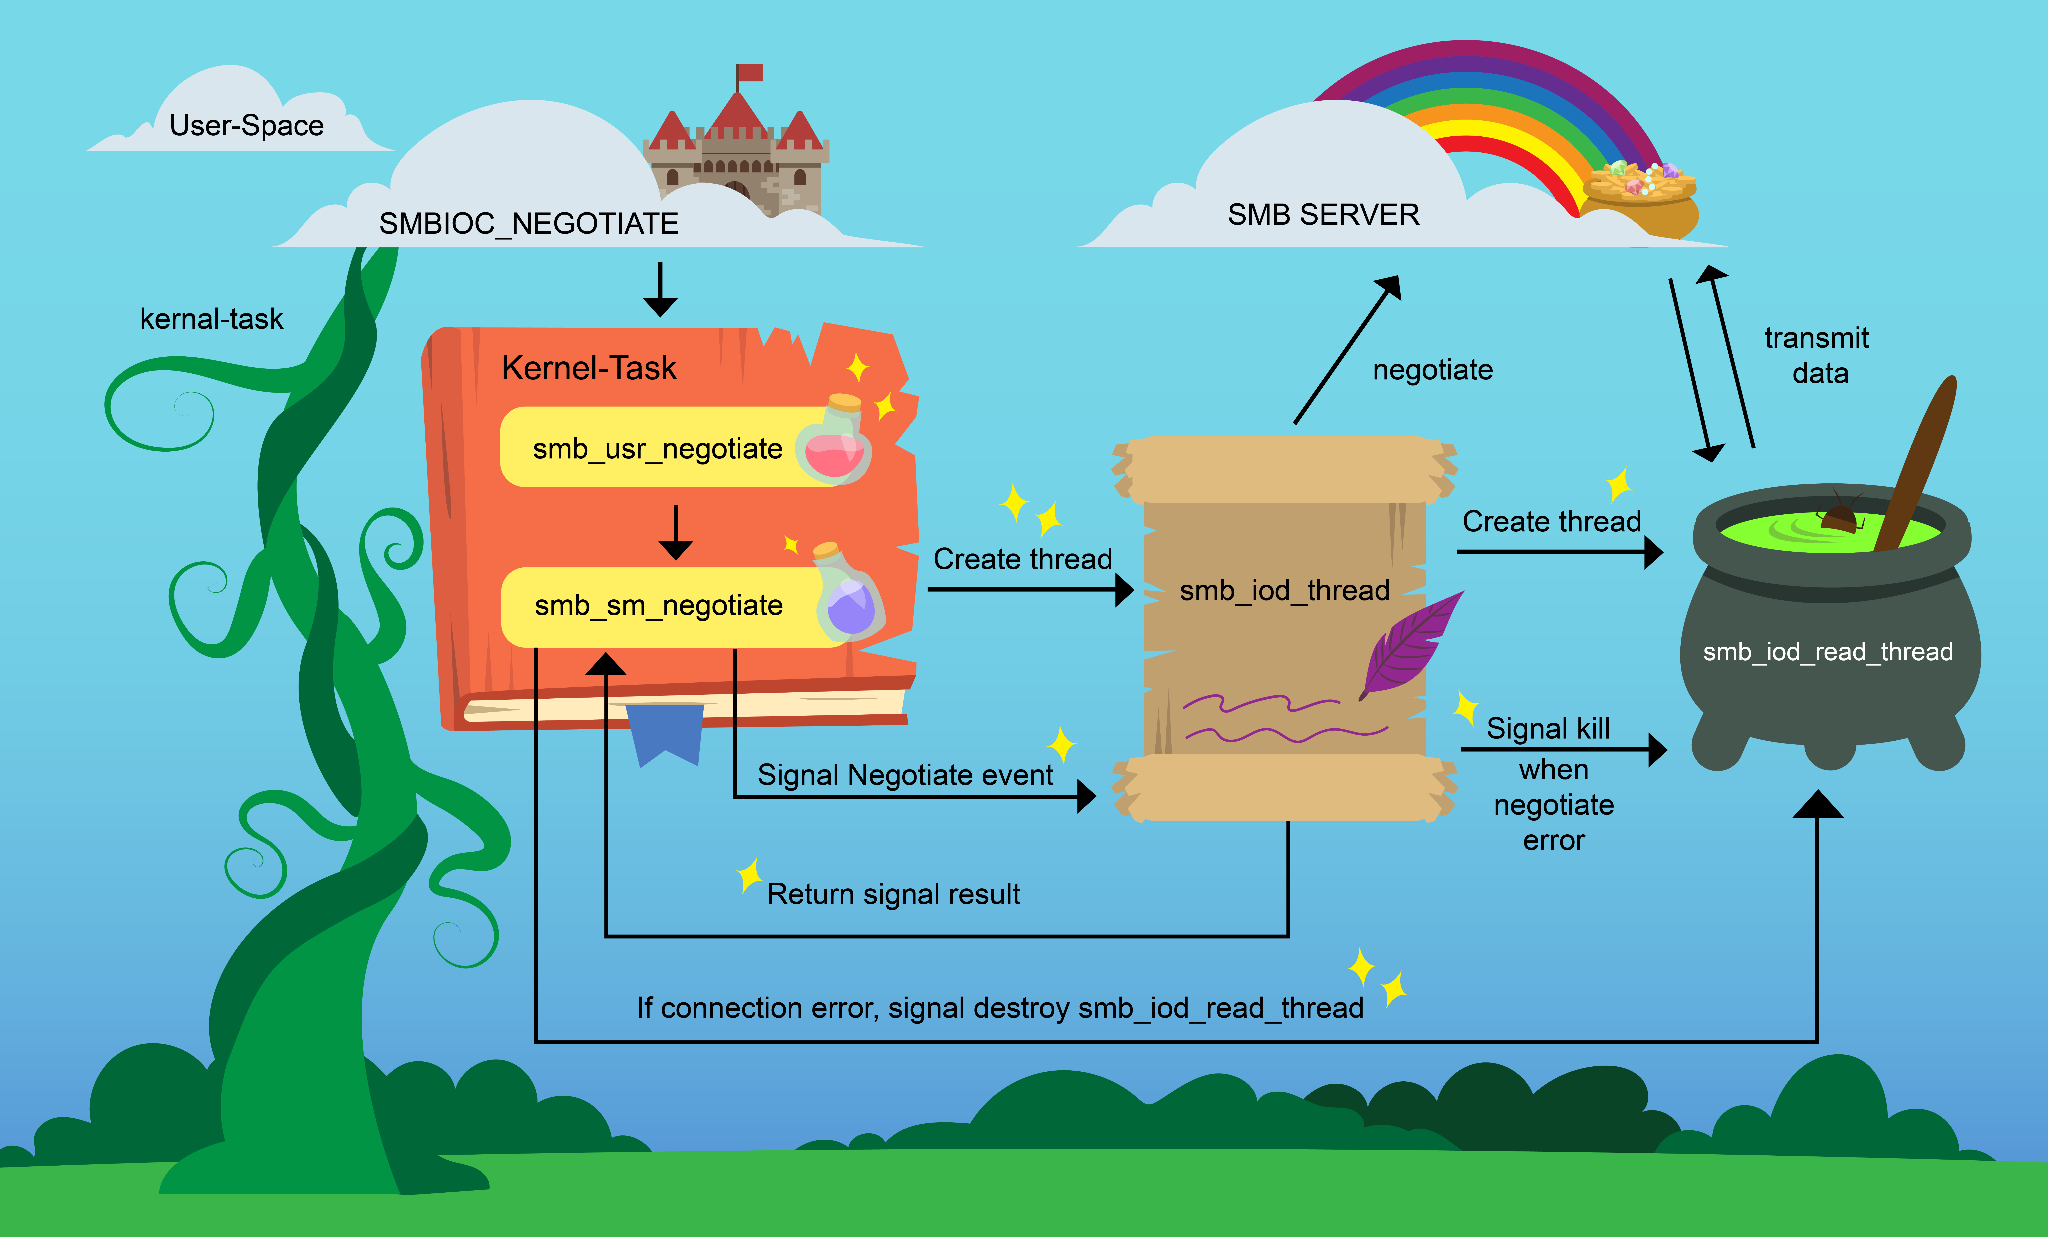 User-Space
SMBIOC_NEGOTIATE
SMB SERVER
kernal-task
Kernel-Task
smb_usr_negotiate
smb_sm_negotiate
negotiate
transmit
data
Create thread
smb_iod_thread
Create thread
smb_iod_read_thread
Signal Negotiate event
Signal kill
when
negotiate
error
Return signal result
If connection error, signal destroy smb_iod_read_thread